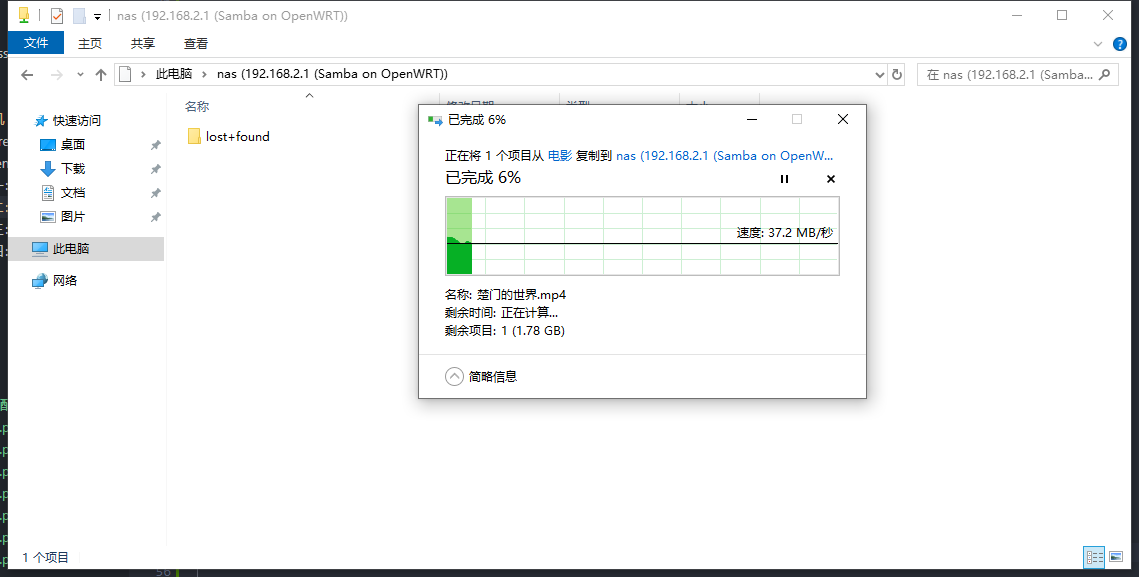 nas (192.168.2.1 (Samba on OpenWRT))
文件 主页 共享 查看
此电脑 nas (192.168.2.1 (Samba on OpenWRT))
在 nas (192.168.2.1 (Samba...
名称
快速访问
桌面
下载
文档
图片
此电脑
网络
lost+found
已完成 6%
正在将 1 个项目从 电影 复制到 nas (192.168.2.1 (Samba on OpenW...
已完成 6%
速度: 37.2 MB/秒
名称: 楚门的世界.mp4
剩余时间: 正在计算...
剩余项目: 1 (1.78 GB)
简略信息
1 个项目
56